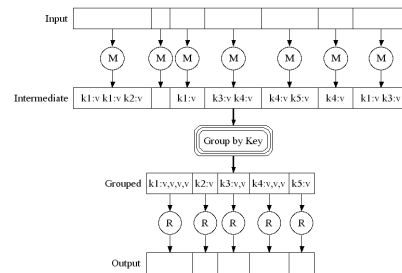 Input
M M M M M M M
Intermediate k1:v k1:v k2:v k1:v k3:v k4:v k4:v k5:v k4:v k1:v k3:v
Group by Key
Grouped k1:v,v,v,v k2:v k3:v,v k4:v,v,v k5:v
R R R R R
Output